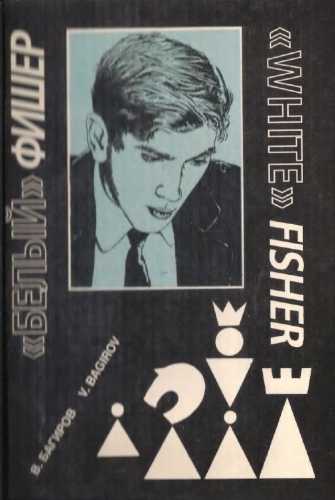 «БЕЛЫЙ» ФИШЕР
«WHITE» FISHER
В. БАГИРОВ
V. BAGIROV